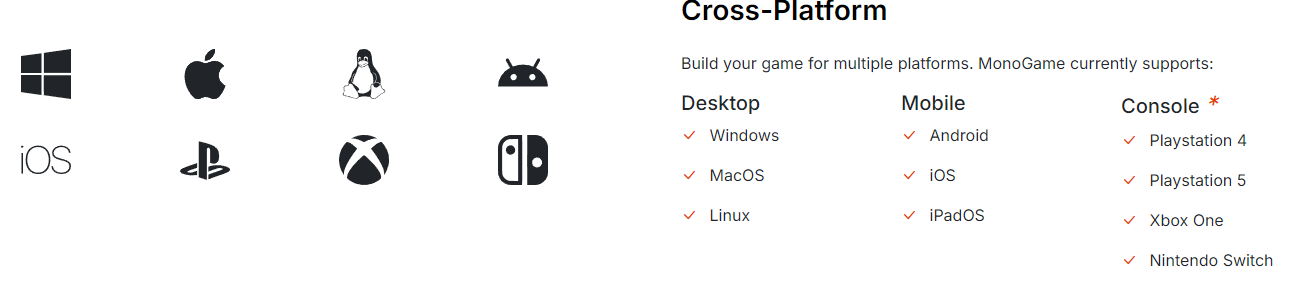 iOS
Cross-Platform
Build your game for multiple platforms. MonoGame currently supports:
Desktop
Windows
MacOS
Linux
Mobile
Android
iOS
iPadOS
Console *
Playstation 4
Playstation 5
Xbox One
Nintendo Switch